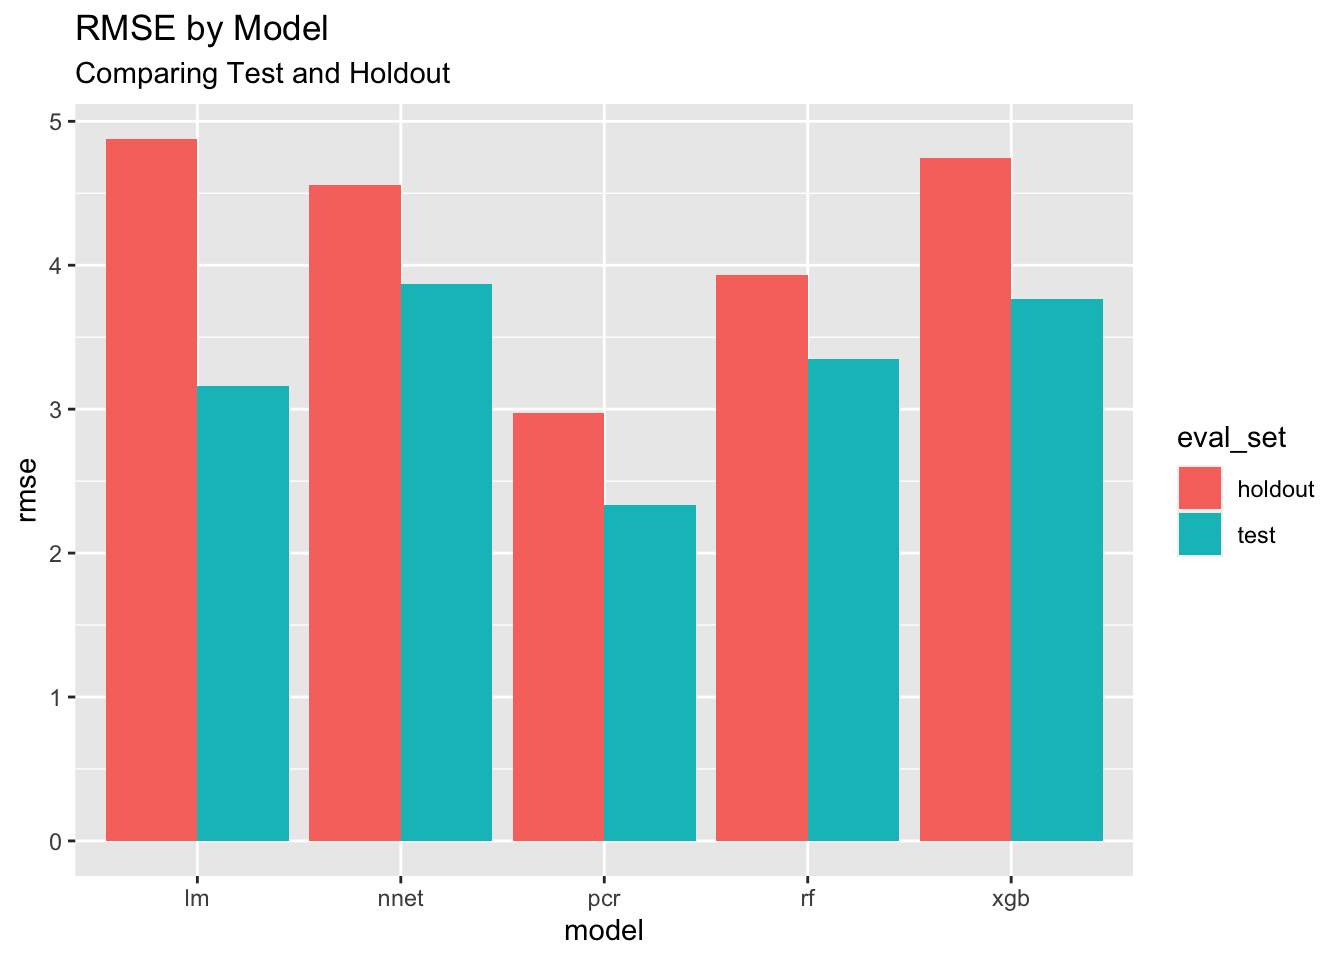 RMSE by Model
Comparing Test and Holdout
5
4
3
2
1
0
rmse
lm nnet pcr rf xgb
model
eval_set
holdout
test